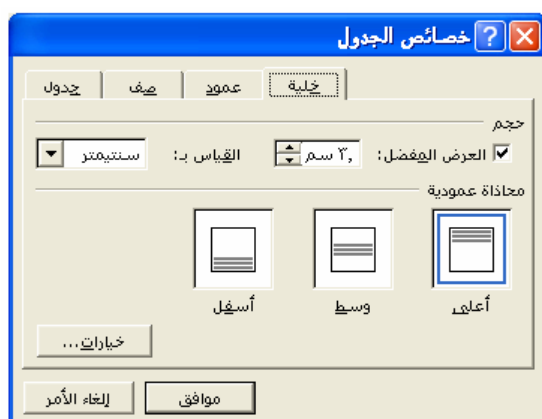 خصائص الجدول
خلية عمود صف جدول
حجم
العرض المفضل: ٣, سم القياس بـ: سنتيمتر
محاذاة عمودية
أعلى وسط أسفل
خيارات...
موافق إلغاء الأمر